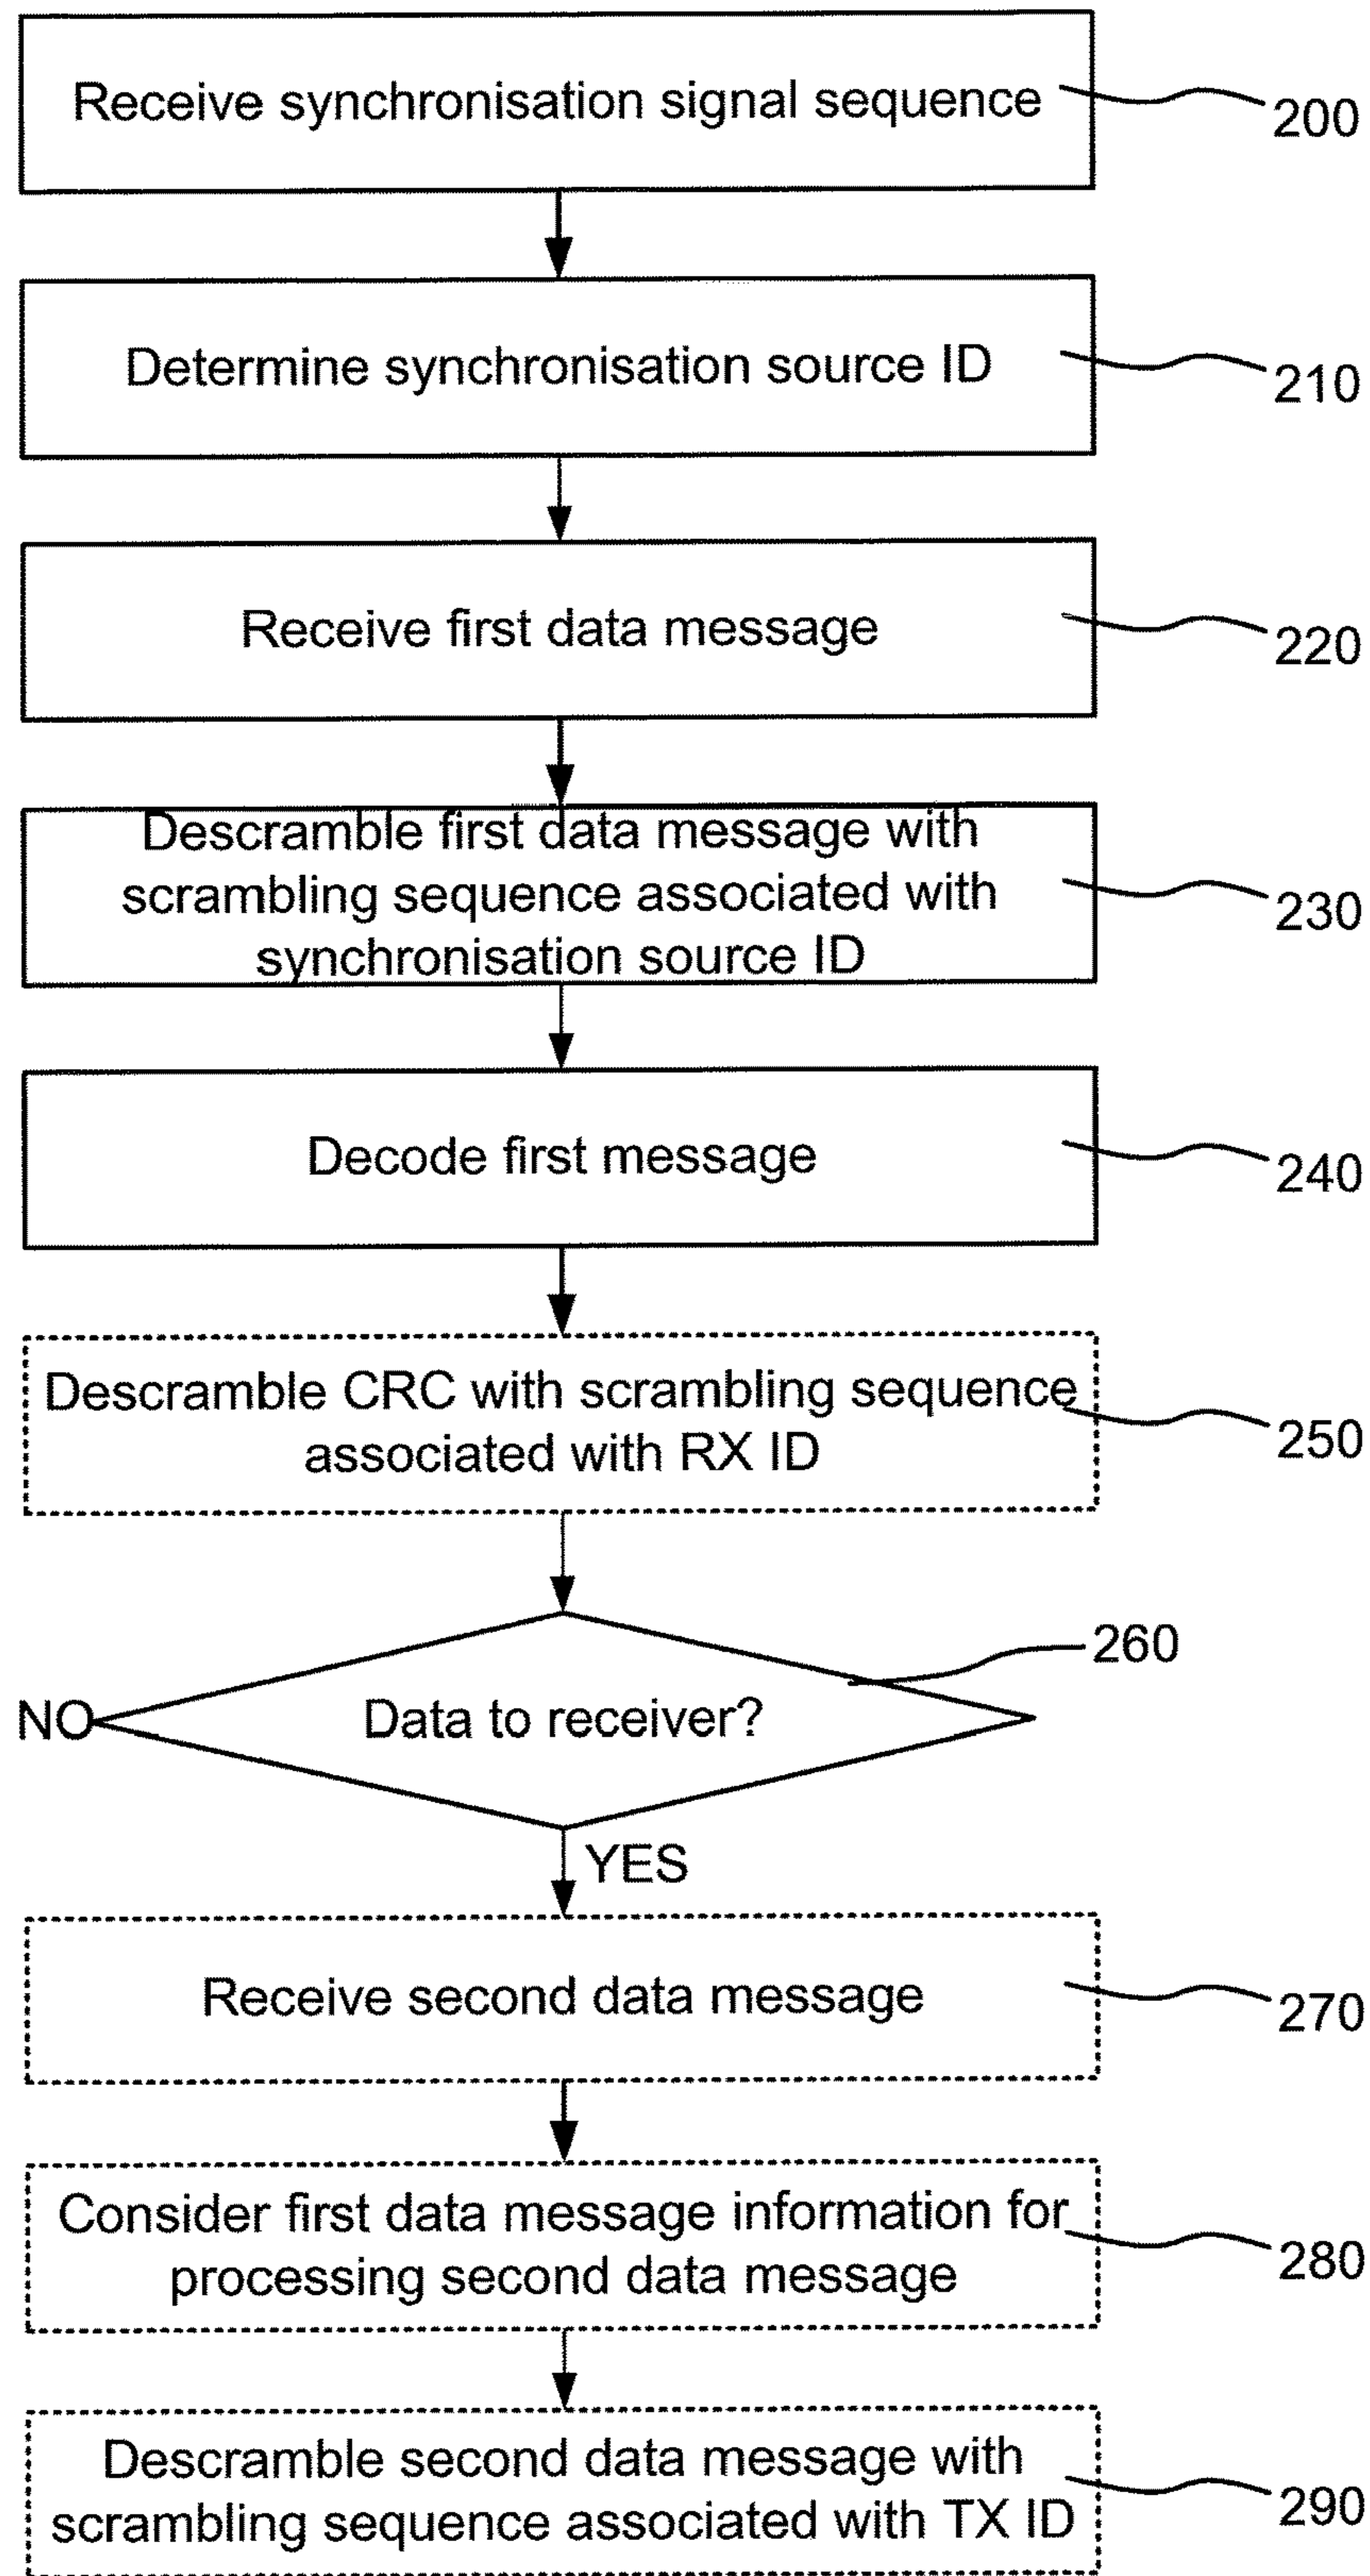 Receive synchronisation signal sequence
200
Determine synchronisation source ID
210
Receive first data message
220
Descramble first data message with
scrambling sequence associated with
synchronisation source ID
230
Decode first message
240
Descramble CRC with scrambling sequence
associated with RX ID
250
260
NO
Data to receiver?
YES
Receive second data message
270
Consider first data message information for
processing second data message
280
Descramble second data message with
scrambling sequence associated with TX ID
290